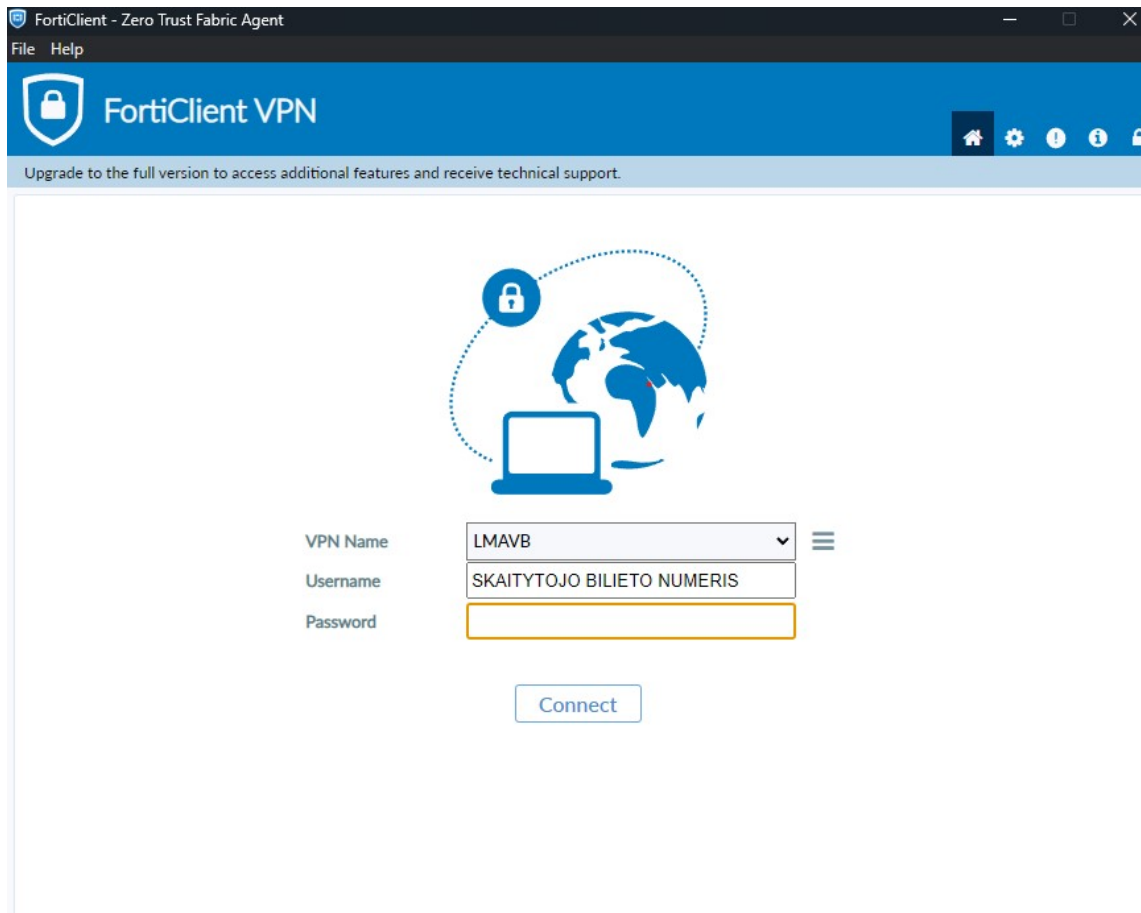 FortiClient - Zero Trust Fabric Agent
File Help
FortiClient VPN
Upgrade to the full version to access additional features and receive technical support.
VPN Name LMAVB
Username SKAITYTOJO BILIETO NUMERIS
Password
Connect